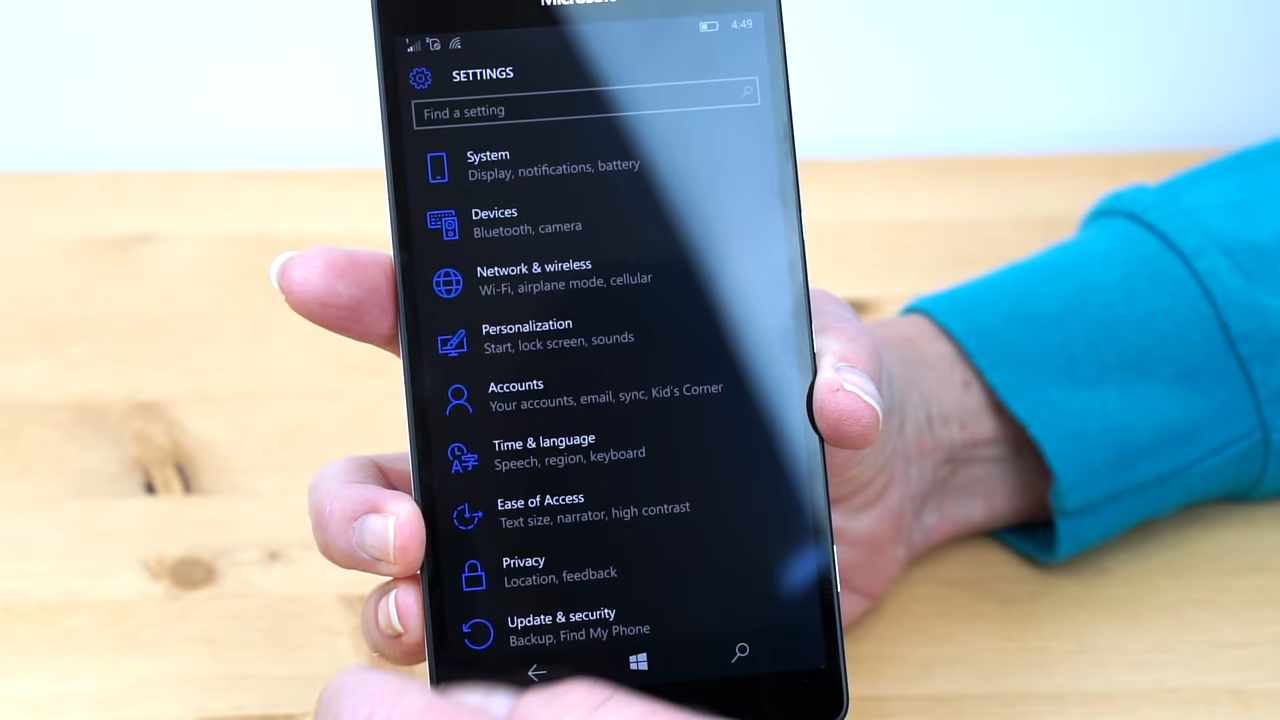 Microsoft
4:49
SETTINGS
Find a setting
System
Display, notifications, battery
Devices
Bluetooth, camera
Network & wireless
Wi-Fi, airplane mode, cellular
Personalization
Start, lock screen, sounds
Accounts
Your accounts, email, sync, Kid's Corner
Time & language
Speech, region, keyboard
Ease of Access
Text size, narrator, high contrast
Privacy
Location, feedback
Update & security
Backup, Find My Phone